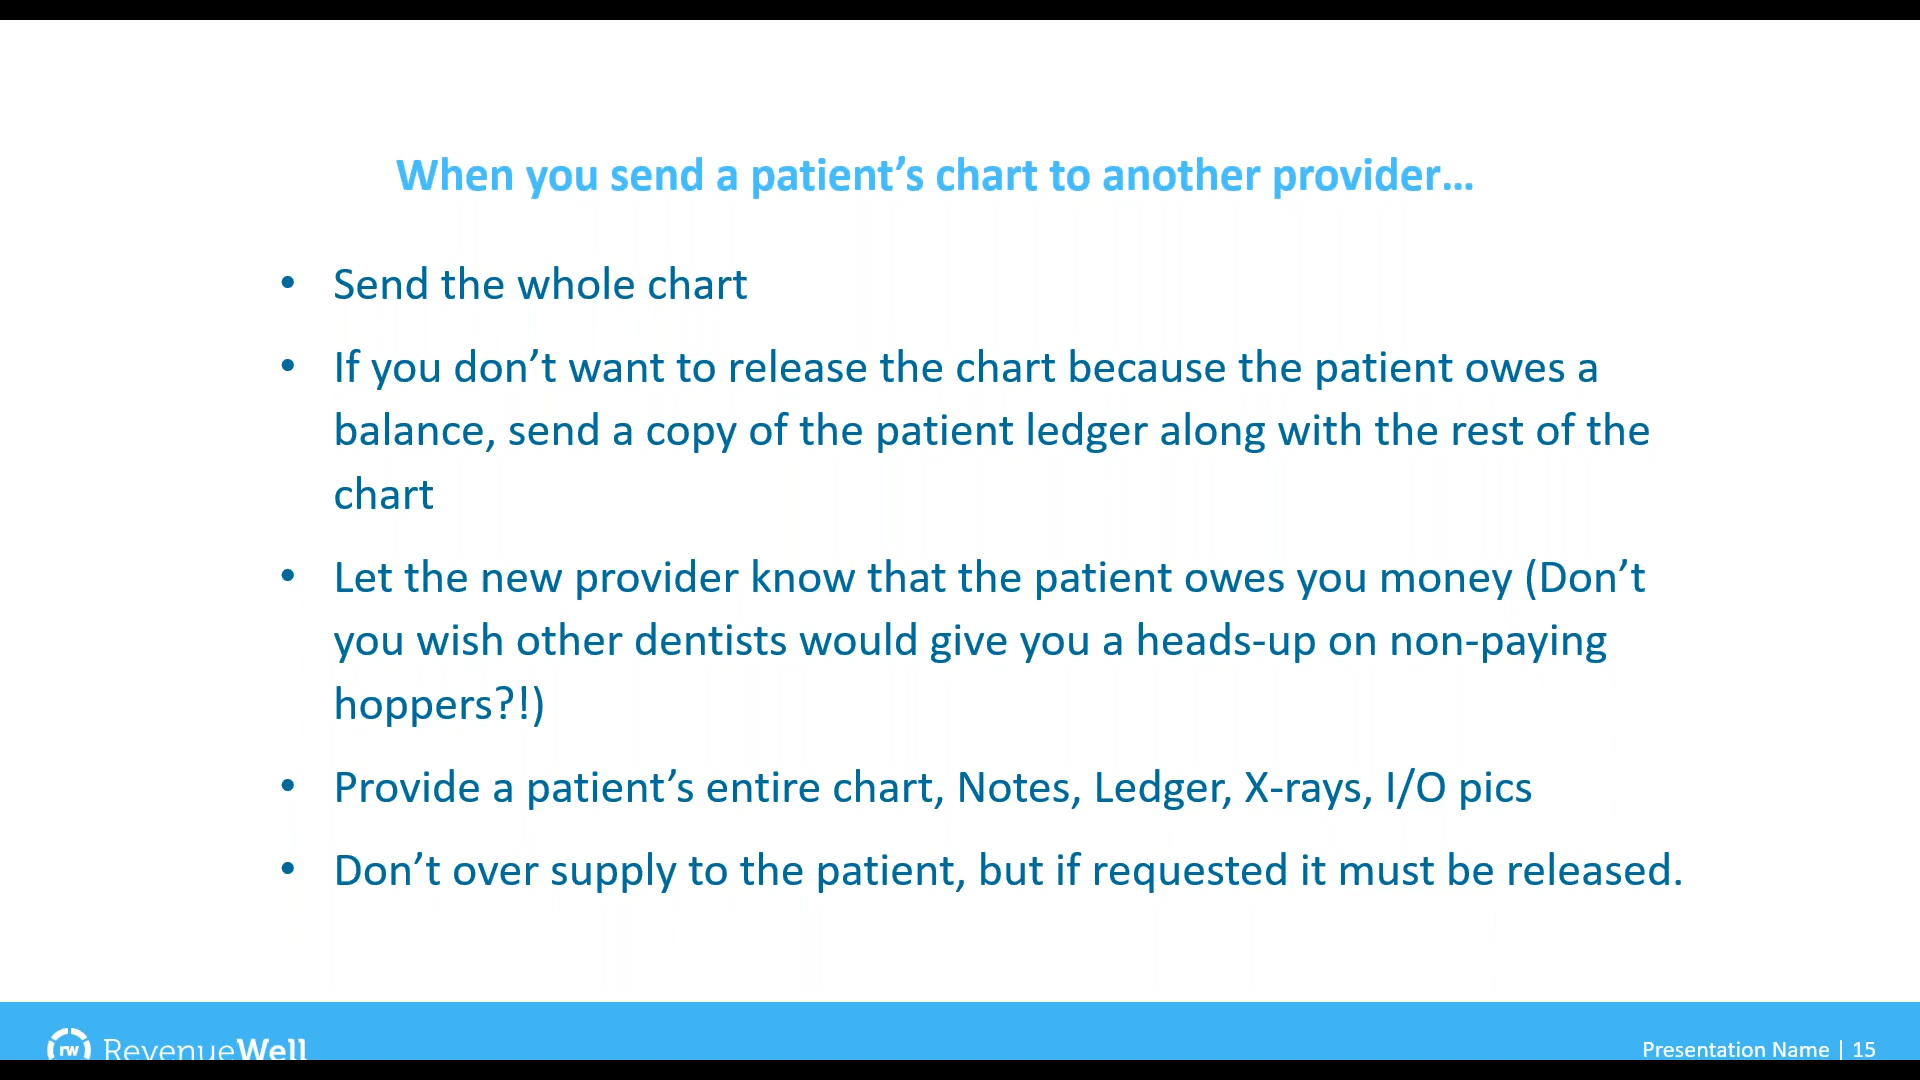 When you send a patient’s chart to another provider…
• Send the whole chart
• If you don’t want to release the chart because the patient owes a
balance, send a copy of the patient ledger along with the rest of the
chart
• Let the new provider know that the patient owes you money (Don’t
you wish other dentists would give you a heads-up on non-paying
hoppers?!)
• Provide a patient’s entire chart, Notes, Ledger, X-rays, I/O pics
• Don’t over supply to the patient, but if requested it must be released.
rw RevenueWell
Presentation Name | 15